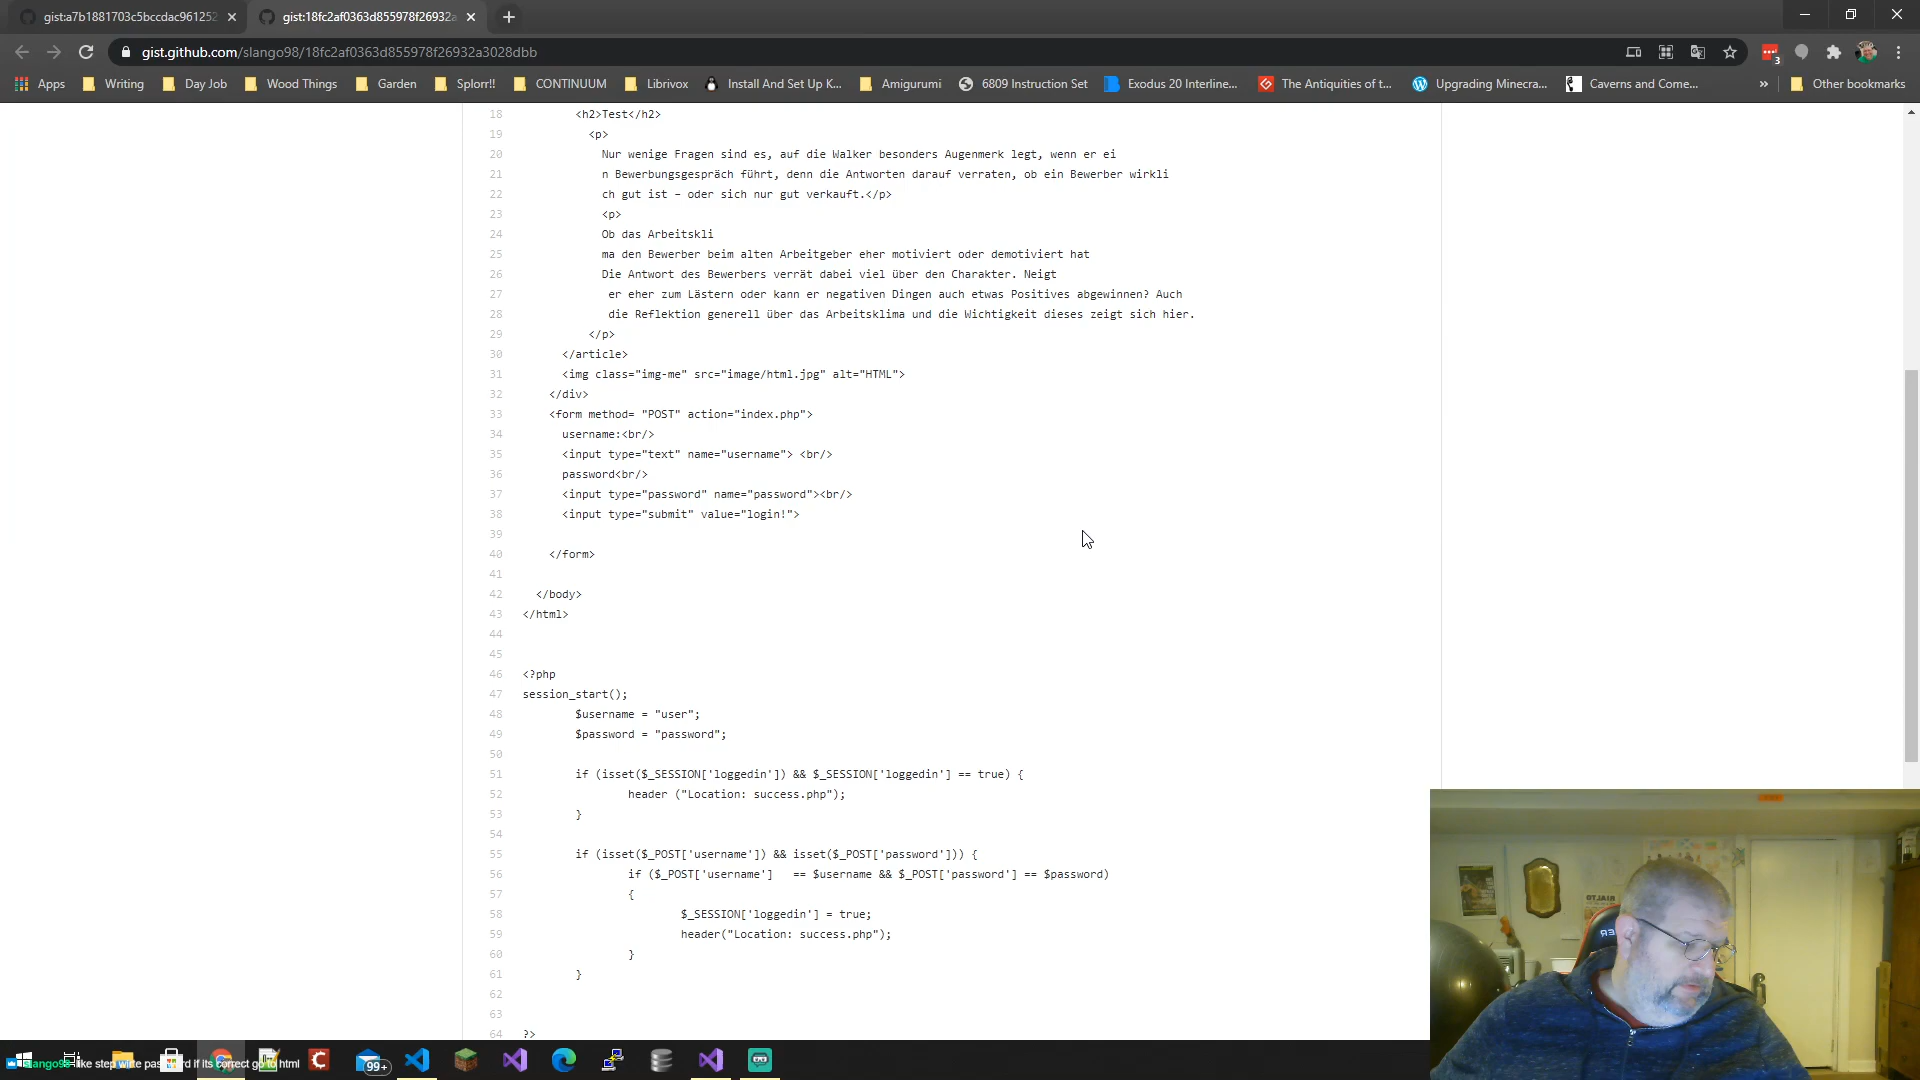 gist:a7b1881703c5bccdac961252
gist:18fc2af0363d855978f26932a
gist.github.com/slango98/18fc2af0363d855978f26932a3028dbb
3
Apps Writing Day Job Wood Things Garden Splorr!! CONTINUUM Librivox Install And Set Up K... Amigurumi 6809 Instruction Set Exodus 20 Interline... The Antiquities of t... Upgrading Minecra... Caverns and Come... » Other bookmarks
18 <h2>Test</h2>
19 <p>
20 Nur wenige Fragen sind es, auf die Walker besonders Augenmerk legt, wenn er ei
21 n Bewerbungsgespräch führt, denn die Antworten darauf verraten, ob ein Bewerber wirkli
22 ch gut ist – oder sich nur gut verkauft.</p>
23 <p>
24 Ob das Arbeitskli
25 ma den Bewerber beim alten Arbeitgeber eher motiviert oder demotiviert hat
26 Die Antwort des Bewerbers verrät dabei viel über den Charakter. Neigt
27 er eher zum Lästern oder kann er negativen Dingen auch etwas Positives abgewinnen? Auch
28 die Reflektion generell über das Arbeitsklima und die Wichtigkeit dieses zeigt sich hier.
29 </p>
30 </article>
31 <img class="img-me" src="image/html.jpg" alt="HTML">
32 </div>
33 <form method= "POST" action="index.php">
34 username:<br/>
35 <input type="text" name="username"> <br/>
36 password<br/>
37 <input type="password" name="password"><br/>
38 <input type="submit" value="login!">
39
40 </form>
41
42 </body>
43 </html>
44
45
46 <?php
47 session_start();
48 $username = "user";
49 $password = "password";
50
51 if (isset($_SESSION['loggedin']) && $_SESSION['loggedin'] == true) {
52 header ("Location: success.php");
53 }
54
55 if (isset($_POST['username']) && isset($_POST['password'])) {
56 if ($_POST['username'] == $username && $_POST['password'] == $password)
57 {
58 $_SESSION['loggedin'] = true;
59 header("Location: success.php");
60 }
61 }
62
63
64 ?>
slango98 like step write password if its correct go to html
99+